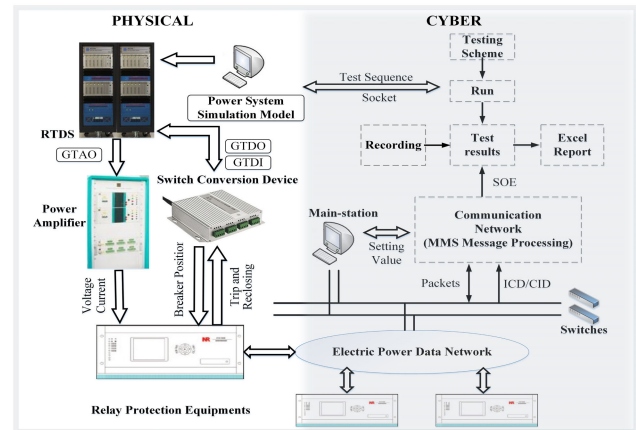 PHYSICAL
CYBER
Testing
Scheme
Test Sequence
Socket
Run
Power System
Simulation Model
RTDS
GTAO
GTDO
GTDI
Recording
Test
results
Excel
Report
SOE
Switch Conversion Device
Power
Amplifier
Main-station
Setting
Value
Communication
Network
(MMS Message Processing)
Voltage
Current
Breaker Position
Trip and
Reclosing
Packets
ICD/CID
Switches
Electric Power Data Network
Relay Protection Equipments